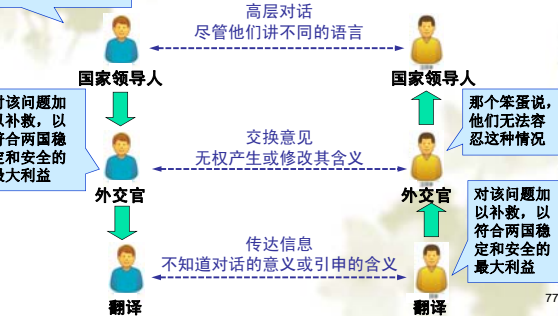 高层对话
尽管他们讲不同的语言
国家领导人
国家领导人
对该问题加
以补救，以
符合两国稳
定和安全的
最大利益
那个笨蛋说，
他们无法容
忍这种情况
交换意见
无权产生或修改其含义
外交官
外交官
对该问题加
以补救，以
符合两国稳
定和安全的
最大利益
传达信息
不知道对话的意义或引申的含义
翻译
翻译
77